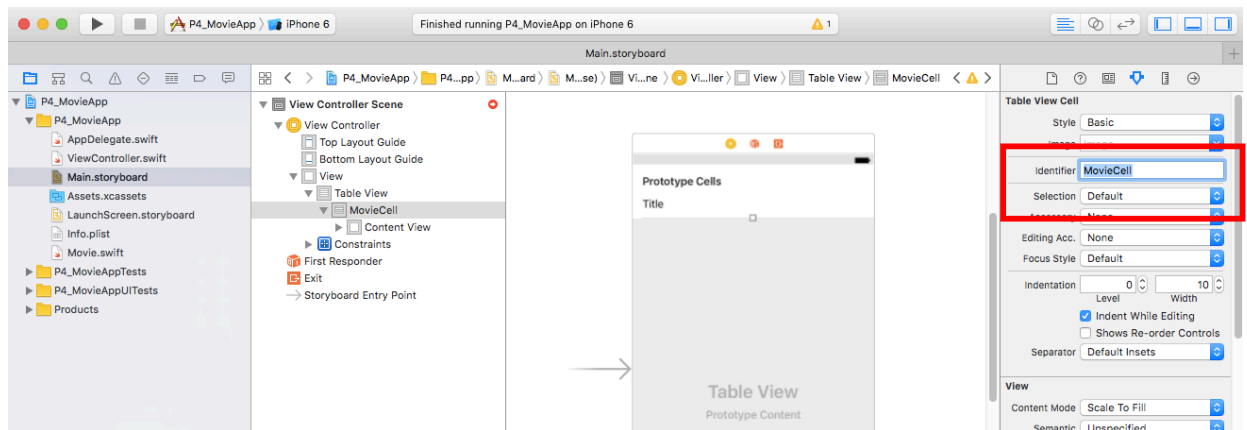 P4_MovieApp
iPhone 6
Finished running P4_MovieApp on iPhone 6
1
Main.storyboard
P4_MovieApp
P4...pp)
M...ard)
M...se)
Vi...ne
Vi...ller
View
Table View
MovieCell
P4_MovieApp
P4_MovieApp
AppDelegate.swift
ViewController.swift
Main.storyboard
Assets.xcassets
LaunchScreen.storyboard
Info.plist
Movie.swift
P4_MovieAppTests
P4_MovieAppUITests
Products
View Controller Scene
View Controller
Top Layout Guide
Bottom Layout Guide
View
Table View
MovieCell
Content View
Constraints
First Responder
Exit
Storyboard Entry Point
Prototype Cells
Title
Table View
Prototype Content
Table View Cell
Style Basic
Image Image
Identifier MovieCell
Selection Default
Accessory None
Editing Acc. None
Focus Style Default
Indentation 0 10
Level Width
Indent While Editing
Shows Re-order Controls
Separator Default Insets
View
Content Mode Scale To Fill
Semantic Unspecified